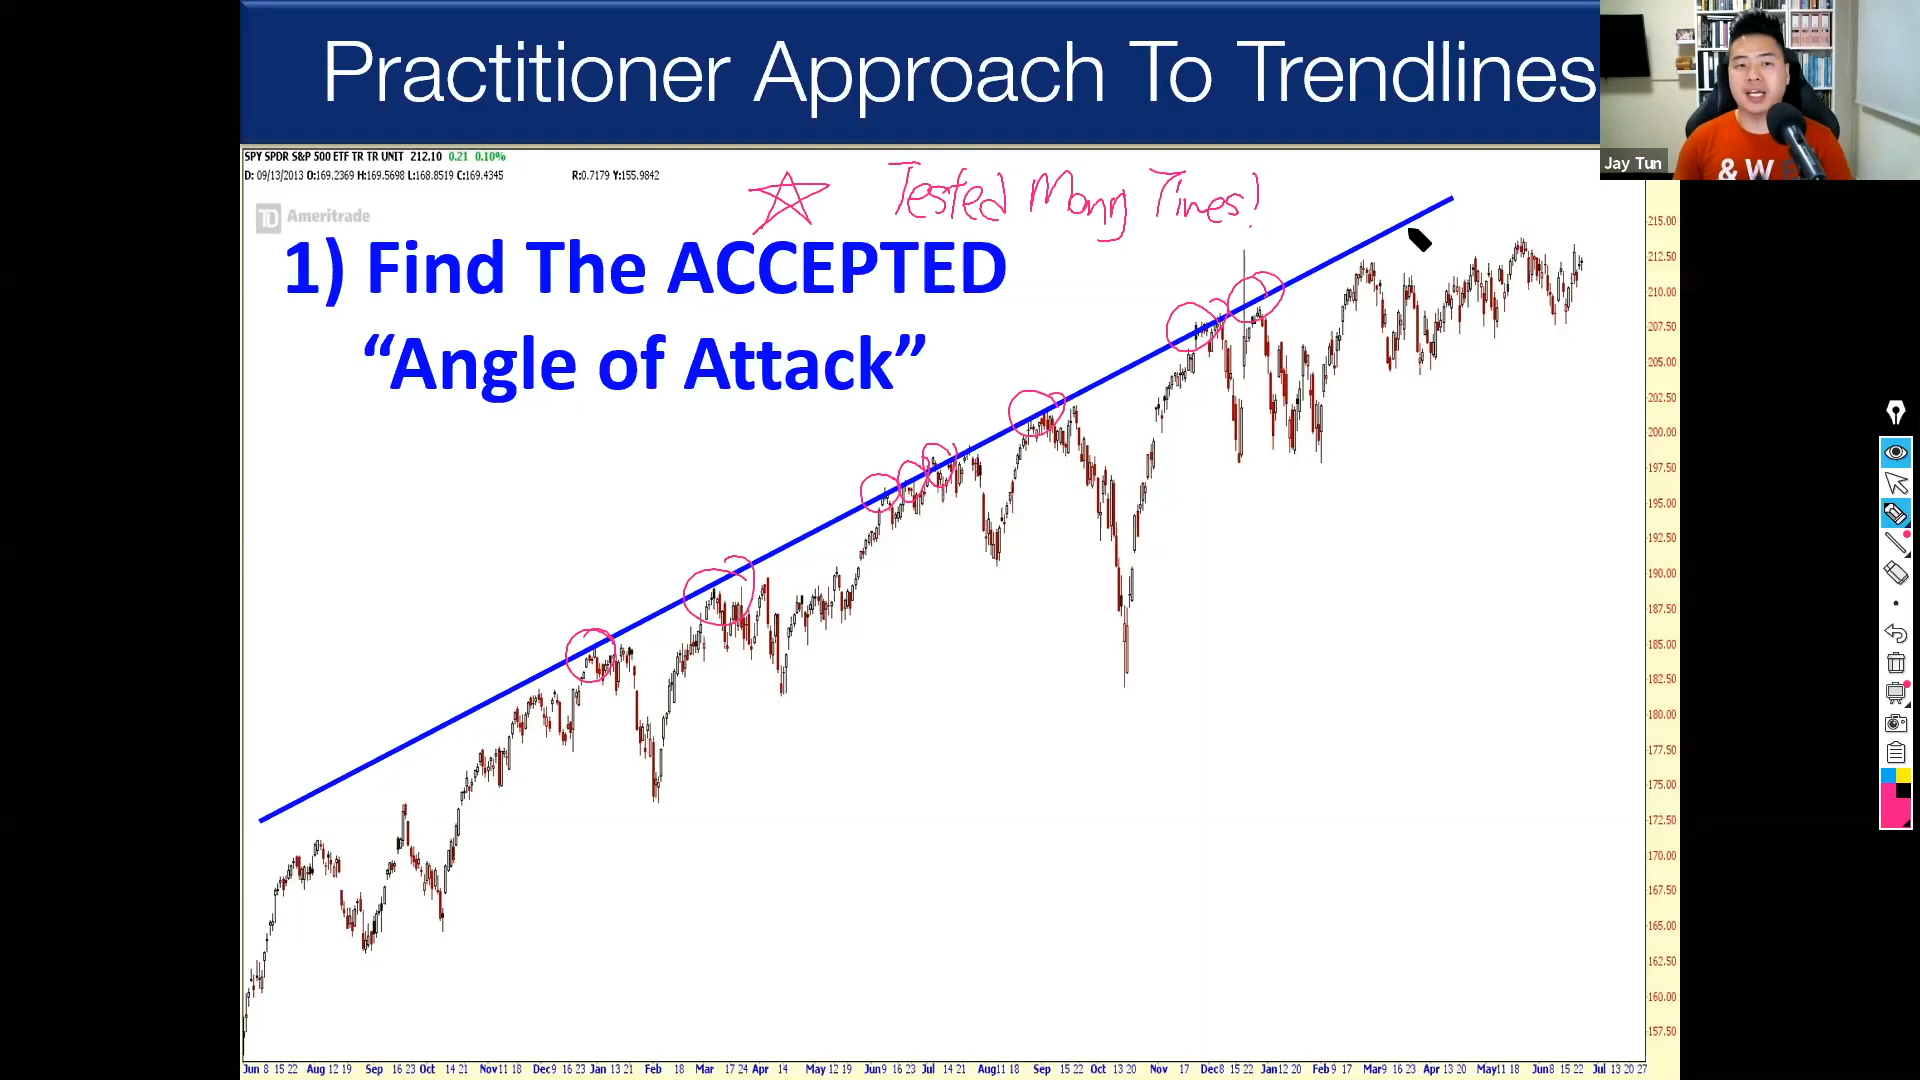 Practitioner Approach To Trendlines
Jay Tun
& W
SPY SPDR S&P 500 ETF TR TR UNIT 212.10 0.21 0.10%
D: 09/13/2013 O:169.2369 H:169.5698 L:168.8519 C:169.4345 R:0.7179 Y:155.9842
TD Ameritrade
Tested Many Times!
1) Find The ACCEPTED
“Angle of Attack”
215.00
212.50
210.00
207.50
205.00
202.50
200.00
197.50
195.00
192.50
190.00
187.50
185.00
182.50
180.00
177.50
175.00
172.50
170.00
167.50
165.00
162.50
160.00
157.50
Jun 8 15 22 Aug 12 19 Sep 16 23 Oct 14 21 Nov 11 18 Dec 9 16 23 Jan 13 21 Feb 18 Mar 9 24 Apr 14 May 12 19 Jun 9 16 23 Jul 14 21 Aug 11 18 Sep 15 22 Oct 13 20 Nov 17 Dec 8 15 22 Jan 12 20 Feb 9 17 Mar 9 16 23 Apr 13 20 May 11 18 Jun 8 15 22 Jul 13 20 27